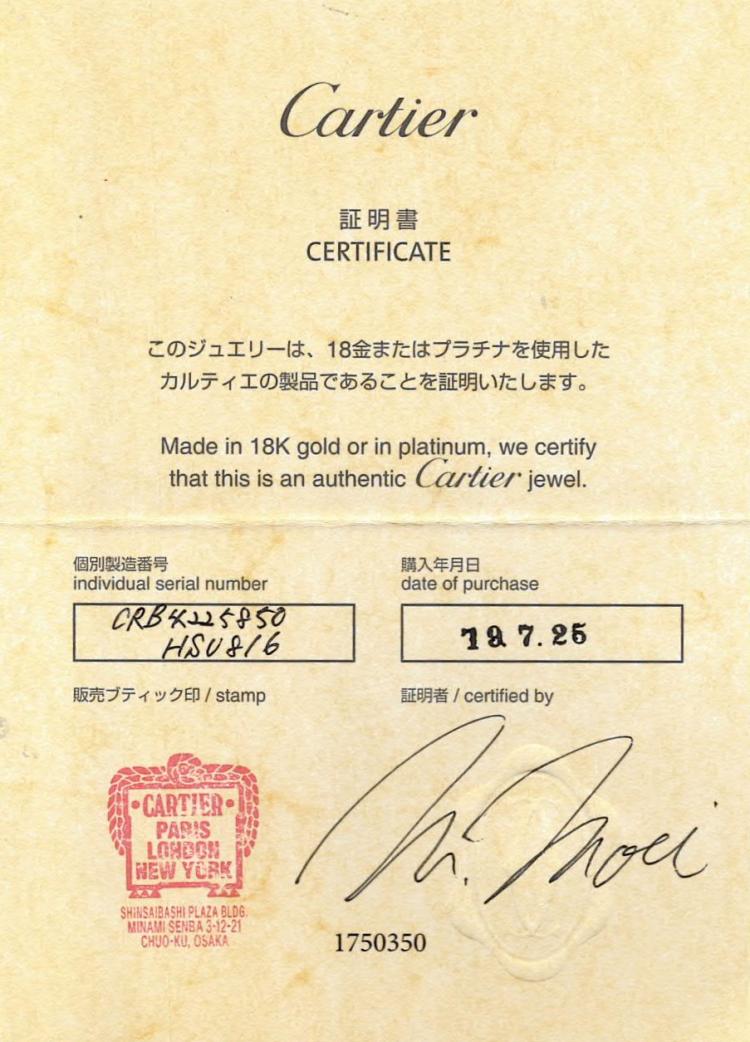 Cartier
証明書
CERTIFICATE
このジュエリーは、18金またはプラチナを使用した
カルティエの製品であることを証明いたします。
Made in 18K gold or in platinum, we certify
that this is an authentic Cartier jewel.
個別製造番号
individual serial number
CRB4225850
HSU816
購入年月日
date of purchase
19.7.25
販売ブティック印 / stamp
証明者 / certified by
CARTIER
PARIS
LONDON
NEW YORK
SHINSAIBASHI PLAZA BLDG.
MINAMI SENBA 3-12-21
CHUO-KU, OSAKA
1750350